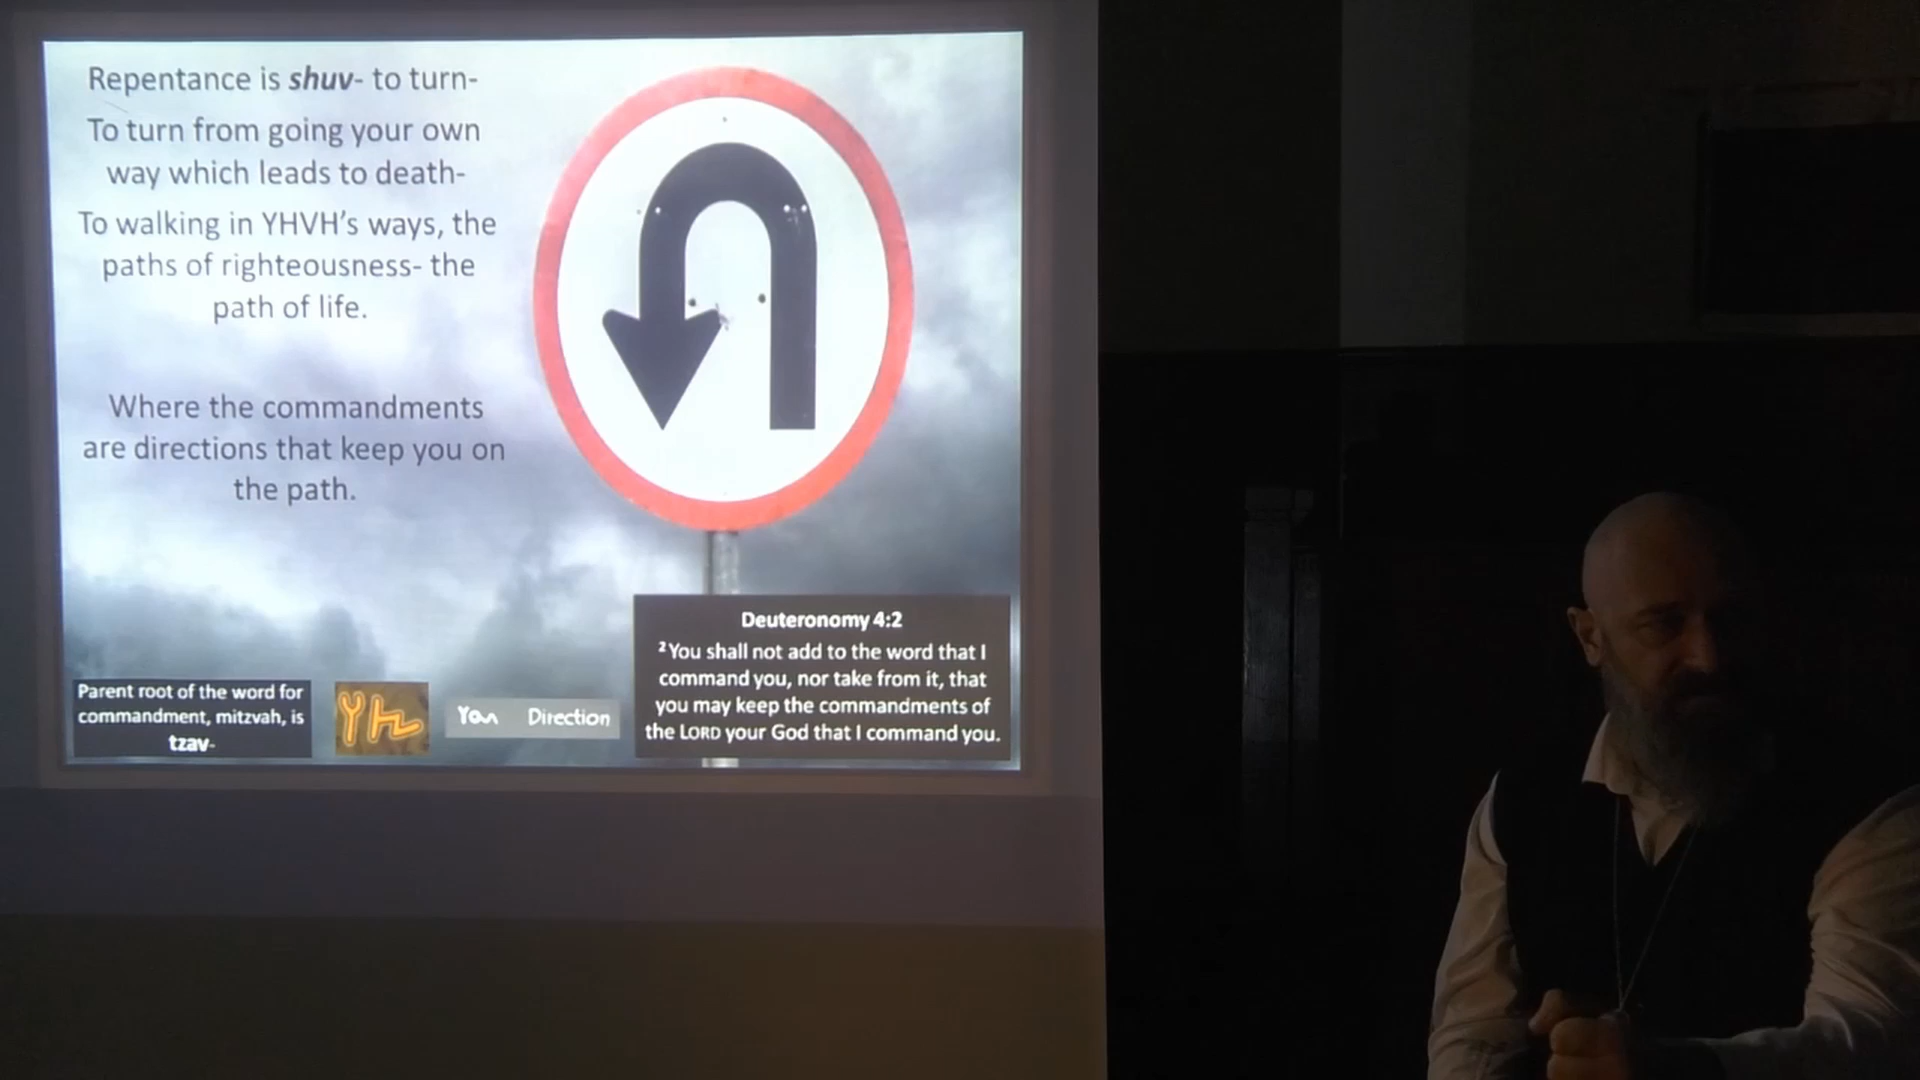 Repentance is shuv- to turn-
To turn from going your own
way which leads to death-
To walking in YHVH's ways, the
paths of righteousness- the
path of life.
Where the commandments
are directions that keep you on
the path.
Parent root of the word for
commandment, mitzvah, is
tzav-
Direction
Deuteronomy 4:2
²You shall not add to the word that I
command you, nor take from it, that
you may keep the commandments of
the LORD your God that I command you.